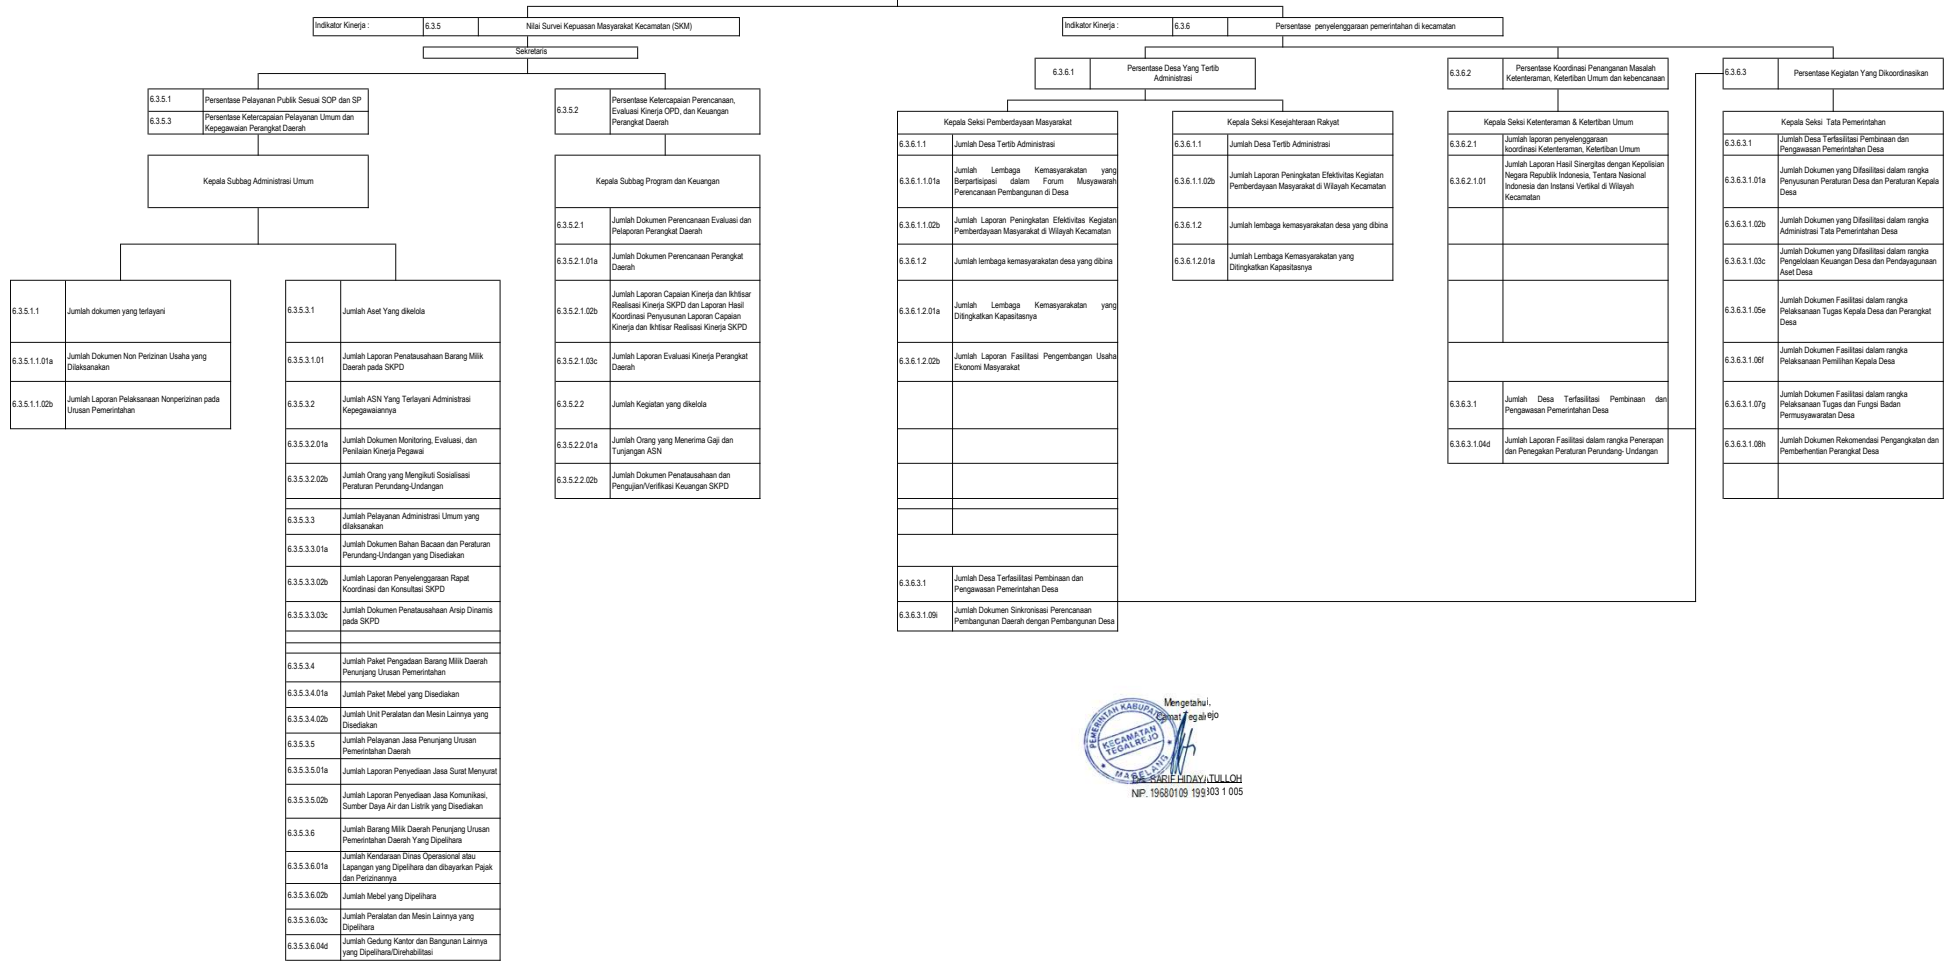 Indikator Kinerja :
6.3.5
Nilai Survei Kepuasan Masyarakat Kecamatan (SKM)
Sekretaris
6.3.5.1
Persentase Pelayanan Publik Sesuai SOP dan SP
6.3.5.3
Persentase Ketercapaian Pelayanan Umum dan
Kepegawaian Perangkat Daerah
Kepala Subbag Administrasi Umum
6.3.5.1.1
Jumlah dokumen yang terlayani
6.3.5.1.1.01a
Jumlah Dokumen Non Perizinan Usaha yang
Dilaksanakan
6.3.5.1.1.02b
Jumlah Laporan Pelaksanaan Nonperizinan pada
Urusan Pemerintahan
6.3.5.3.1
Jumlah Aset Yang dikelola
6.3.5.3.1.01
Jumlah Laporan Penatausahaan Barang Milik
Daerah pada SKPD
6.3.5.3.2
Jumlah ASN Yang Terlayani Administrasi
Kepegawaiannya
6.3.5.3.2.01a
Jumlah Dokumen Monitoring, Evaluasi, dan
Penilaian Kinerja Pegawai
6.3.5.3.2.02b
Jumlah Orang yang Mengikuti Sosialisasi
Peraturan Perundang-Undangan
6.3.5.3.3
Jumlah Pelayanan Administrasi Umum yang
dilaksanakan
6.3.5.3.3.01a
Jumlah Dokumen Bahan Bacaan dan Peraturan
Perundang-Undangan yang Disediakan
6.3.5.3.3.02b
Jumlah Laporan Penyelenggaraan Rapat
Koordinasi dan Konsultasi SKPD
6.3.5.3.3.03c
Jumlah Dokumen Penatausahaan Arsip Dinamis
pada SKPD
6.3.5.3.4
Jumlah Paket Pengadaan Barang Milik Daerah
Penunjang Urusan Pemerintahan
6.3.5.3.4.01a
Jumlah Paket Mebel yang Disediakan
6.3.5.3.4.02b
Jumlah Unit Peralatan dan Mesin Lainnya yang
Disediakan
6.3.5.3.5
Jumlah Pelayanan Jasa Penunjang Urusan
Pemerintahan Daerah
6.3.5.3.5.01a
Jumlah Laporan Penyediaan Jasa Surat Menyurat
6.3.5.3.5.02b
Jumlah Laporan Penyediaan Jasa Komunikasi,
Sumber Daya Air dan Listrik yang Disediakan
6.3.5.3.6
Jumlah Barang Milik Daerah Penunjang Urusan
Pemerintahan Daerah Yang Dipelihara
6.3.5.3.6.01a
Jumlah Kendaraan Dinas Operasional atau
Lapangan yang Dipelihara dan dibayarkan Pajak
dan Perizinannya
6.3.5.3.6.02b
Jumlah Mebel yang Dipelihara
6.3.5.3.6.03c
Jumlah Peralatan dan Mesin Lainnya yang
Dipelihara
6.3.5.3.6.04d
Jumlah Gedung Kantor dan Bangunan Lainnya
yang Dipelihara/Direhabilitasi
6.3.5.2
Persentase Ketercapaian Perencanaan,
Evaluasi Kinerja OPD, dan Keuangan
Perangkat Daerah
Kepala Subbag Program dan Keuangan
6.3.5.2.1
Jumlah Dokumen Perencanaan Evaluasi dan
Pelaporan Perangkat Daerah
6.3.5.2.1.01a
Jumlah Dokumen Perencanaan Perangkat
Daerah
6.3.5.2.1.02b
Jumlah Laporan Capaian Kinerja dan Ikhtisar
Realisasi Kinerja SKPD dan Laporan Hasil
Koordinasi Penyusunan Laporan Capaian
Kinerja dan Ikhtisar Realisasi Kinerja SKPD
6.3.5.2.1.03c
Jumlah Laporan Evaluasi Kinerja Perangkat
Daerah
6.3.5.2.2
Jumlah Kegiatan yang dikelola
6.3.5.2.2.01a
Jumlah Orang yang Menerima Gaji dan
Tunjangan ASN
6.3.5.2.2.02b
Jumlah Dokumen Penatausahaan dan
Pengujian/Verifikasi Keuangan SKPD
Indikator Kinerja :
6.3.6
Persentase penyelenggaraan pemerintahan di kecamatan
6.3.6.1
Persentase Desa Yang Tertib
Administrasi
Kepala Seksi Pemberdayaan Masyarakat
6.3.6.1.1
Jumlah Desa Tertib Administrasi
6.3.6.1.1.01a
Jumlah Lembaga Kemasyarakatan yang
Berpartisipasi dalam Forum Musyawarah
Perencanaan Pembangunan di Desa
6.3.6.1.1.02b
Jumlah Laporan Peningkatan Efektivitas Kegiatan
Pemberdayaan Masyarakat di Wilayah Kecamatan
6.3.6.1.2
Jumlah lembaga kemasyarakatan desa yang dibina
6.3.6.1.2.01a
Jumlah Lembaga Kemasyarakatan yang
Ditingkatkan Kapasitasnya
6.3.6.1.2.02b
Jumlah Laporan Fasilitasi Pengembangan Usaha
Ekonomi Masyarakat
6.3.6.3.1
Jumlah Desa Terfasilitasi Pembinaan dan
Pengawasan Pemerintahan Desa
6.3.6.3.1.09i
Jumlah Dokumen Sinkronisasi Perencanaan
Pembangunan Daerah dengan Pembangunan Desa
Kepala Seksi Kesejahteraan Rakyat
6.3.6.1.1
Jumlah Desa Tertib Administrasi
6.3.6.1.1.02b
Jumlah Laporan Peningkatan Efektivitas Kegiatan
Pemberdayaan Masyarakat di Wilayah Kecamatan
6.3.6.1.2
Jumlah lembaga kemasyarakatan desa yang dibina
6.3.6.1.2.01a
Jumlah Lembaga Kemasyarakatan yang
Ditingkatkan Kapasitasnya
6.3.6.2
Persentase Koordinasi Penanganan Masalah
Ketenteraman, Ketertiban Umum dan kebencanaan
Kepala Seksi Ketenteraman & Ketertiban Umum
6.3.6.2.1
Jumlah laporan penyelenggaraan
koordinasi Ketenteraman, Ketertiban Umum
6.3.6.2.1.01
Jumlah Laporan Hasil Sinergitas dengan Kepolisian
Negara Republik Indonesia, Tentara Nasional
Indonesia dan Instansi Vertikal di Wilayah
Kecamatan
6.3.6.3.1
Jumlah Desa Terfasilitasi Pembinaan dan
Pengawasan Pemerintahan Desa
6.3.6.3.1.04d
Jumlah Laporan Fasilitasi dalam rangka Penerapan
dan Penegakan Peraturan Perundang- Undangan
6.3.6.3
Persentase Kegiatan Yang Dikoordinasikan
Kepala Seksi Tata Pemerintahan
6.3.6.3.1
Jumlah Desa Terfasilitasi Pembinaan dan
Pengawasan Pemerintahan Desa
6.3.6.3.1.01a
Jumlah Dokumen yang Difasilitasi dalam rangka
Penyusunan Peraturan Desa dan Peraturan Kepala
Desa
6.3.6.3.1.02b
Jumlah Dokumen yang Difasilitasi dalam rangka
Administrasi Tata Pemerintahan Desa
6.3.6.3.1.03c
Jumlah Dokumen yang Difasilitasi dalam rangka
Pengelolaan Keuangan Desa dan Pendayagunaan
Aset Desa
6.3.6.3.1.05e
Jumlah Dokumen Fasilitasi dalam rangka
Pelaksanaan Tugas Kepala Desa dan Perangkat
Desa
6.3.6.3.1.06f
Jumlah Dokumen Fasilitasi dalam rangka
Pelaksanaan Pemilihan Kepala Desa
6.3.6.3.1.07g
Jumlah Dokumen Fasilitasi dalam rangka
Pelaksanaan Tugas dan Fungsi Badan
Permusyawaratan Desa
6.3.6.3.1.08h
Jumlah Dokumen Rekomendasi Pengangkatan dan
Pemberhentian Perangkat Desa
Mengetahui,
Camat Tegalrejo
PEMERINTAH KABUPATEN
KECAMATAN
TEGALREJO
MAGELANG
SARIF HIDAYATULLOH
NIP. 19680109 199303 1 005